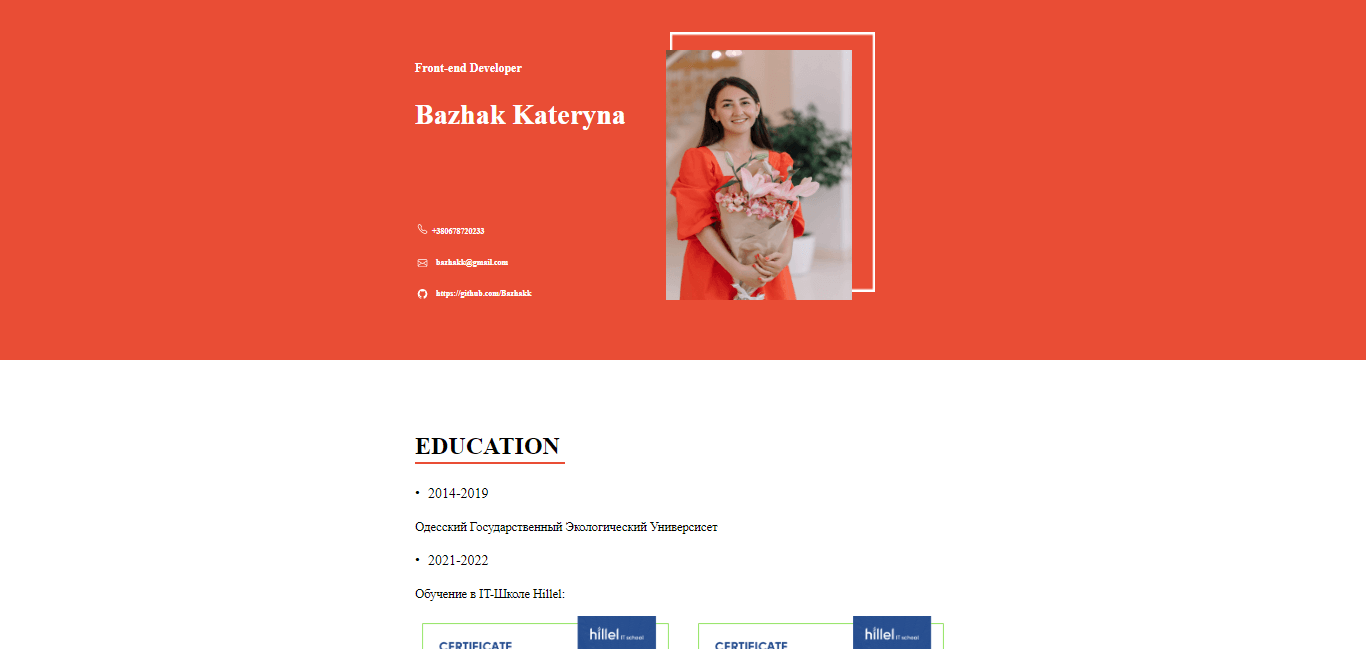 Front-end Developer
Bazhak Kateryna
+380678720233
bazhakk@gmail.com
https://github.com/Bazhakk
EDUCATION
• 2014-2019
Одесский Государственный Экологический Универсисет
• 2021-2022
Обучение в IT-Школе Hillel:
hillel IT school
hillel IT school
CERTIFICATE
CERTIFICATE